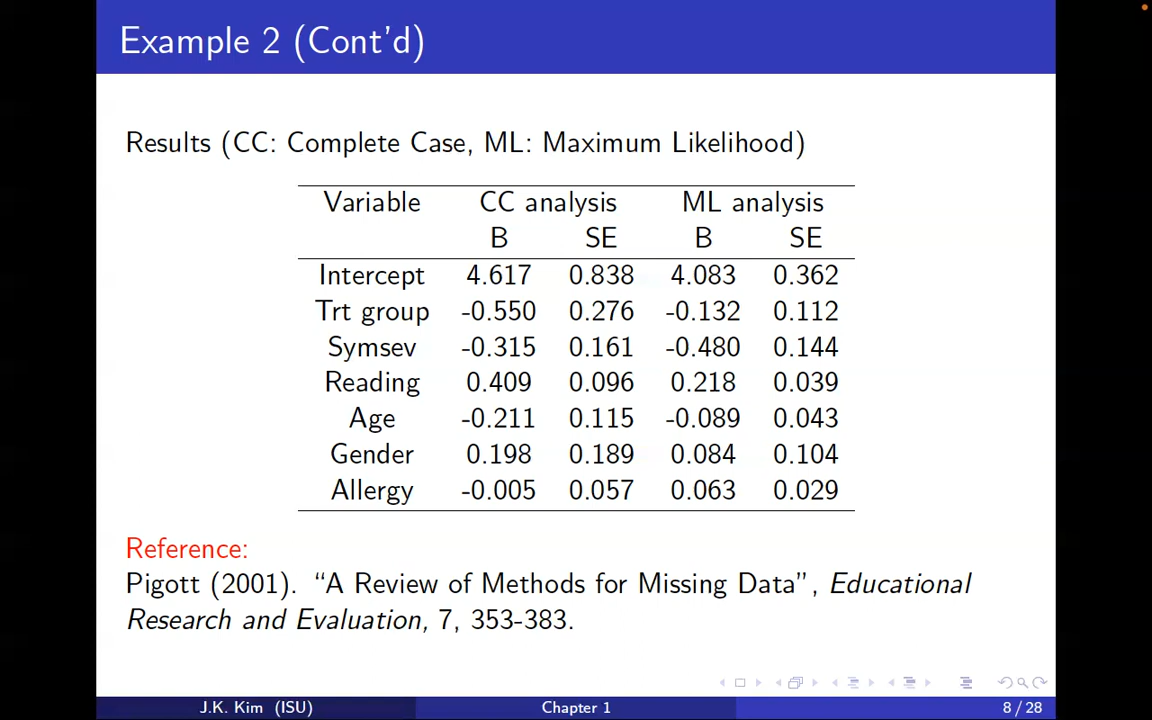 Example 2 (Cont'd)
Results (CC: Complete Case, ML: Maximum Likelihood)
Variable CC analysis ML analysis
B SE B SE
Intercept 4.617 0.838 4.083 0.362
Trt group -0.550 0.276 -0.132 0.112
Symsev -0.315 0.161 -0.480 0.144
Reading 0.409 0.096 0.218 0.039
Age -0.211 0.115 -0.089 0.043
Gender 0.198 0.189 0.084 0.104
Allergy -0.005 0.057 0.063 0.029
Reference:
Pigott (2001). “A Review of Methods for Missing Data”, Educational
Research and Evaluation, 7, 353-383.
J.K. Kim (ISU) Chapter 1 8 / 28